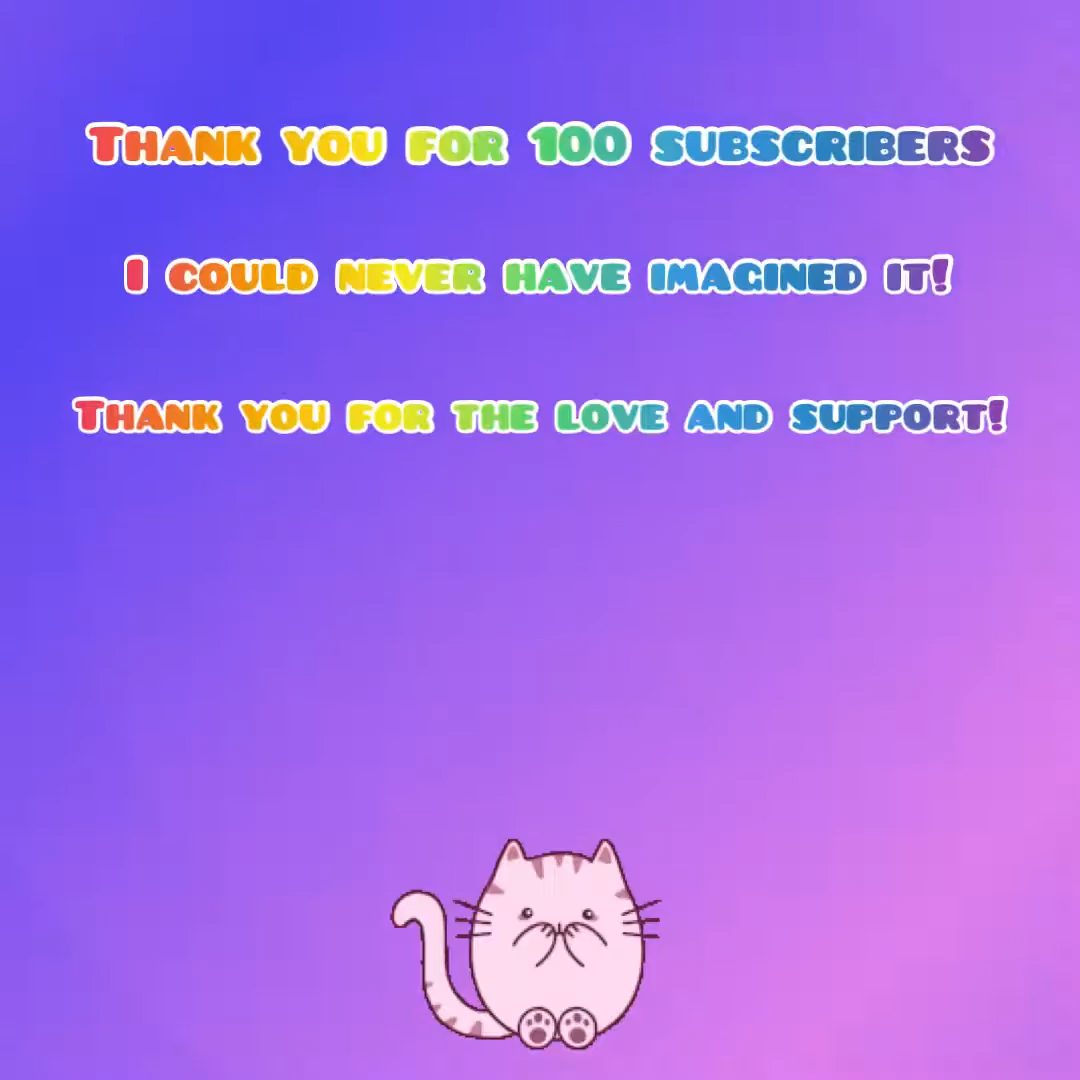 Thank you for 100 subscribers
I could never have imagined it!
Thank you for the love and support!